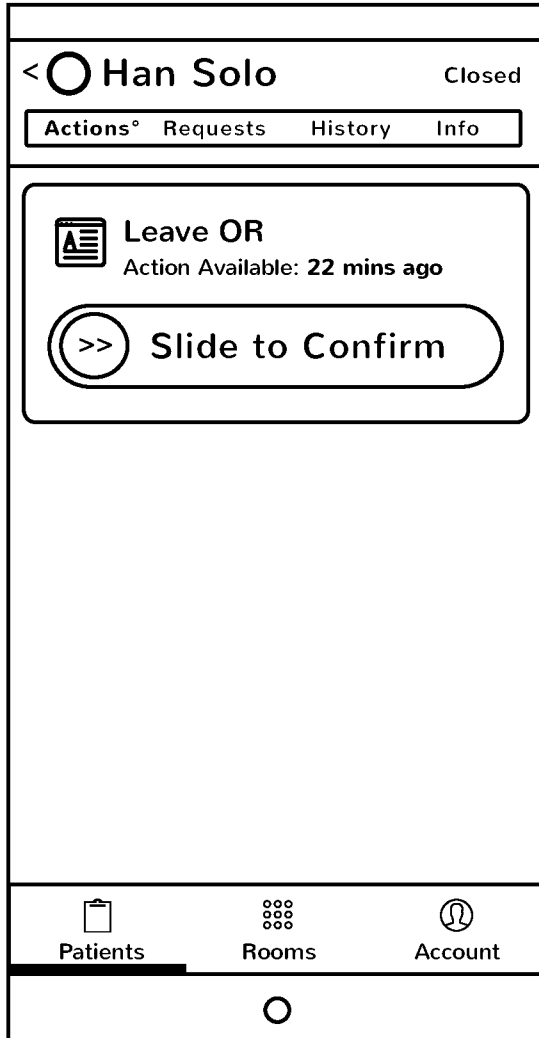 < Han Solo Closed
Actions° Requests History Info
Leave OR
Action Available: 22 mins ago
>> Slide to Confirm
Patients Rooms Account